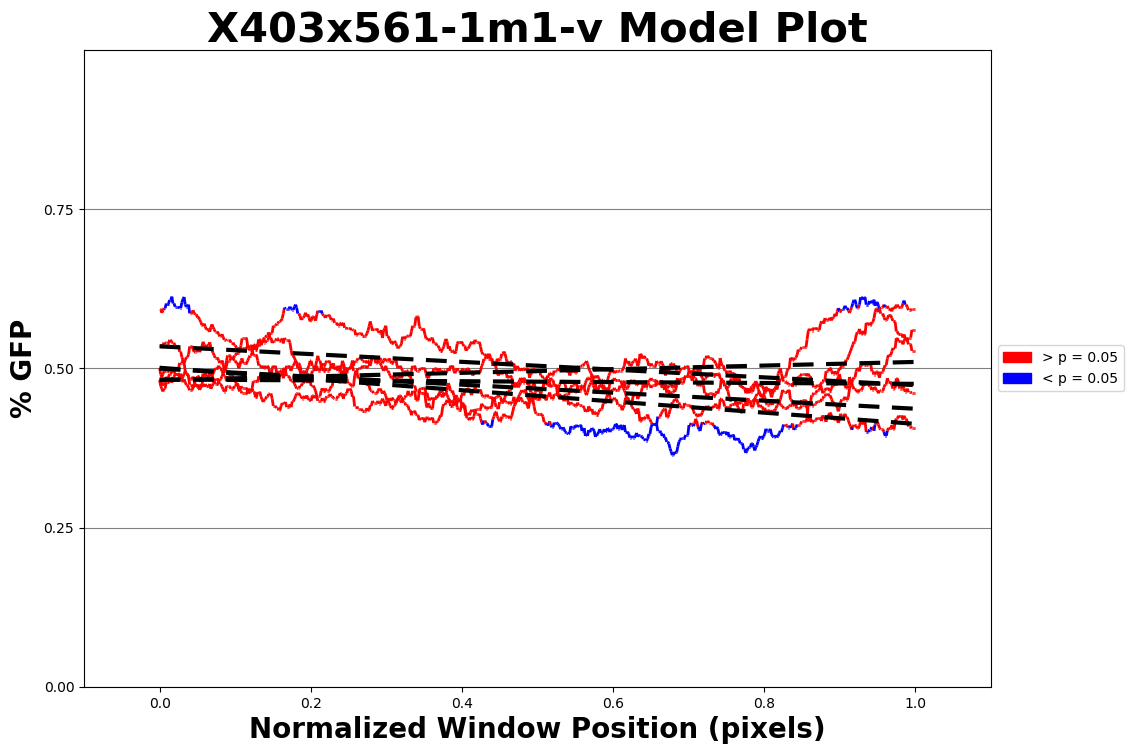 X403x561-1m1-v Model Plot
% GFP
0.75
0.50
0.25
0.00
0.0 0.2 0.4 0.6 0.8 1.0
Normalized Window Position (pixels)
> p = 0.05
< p = 0.05